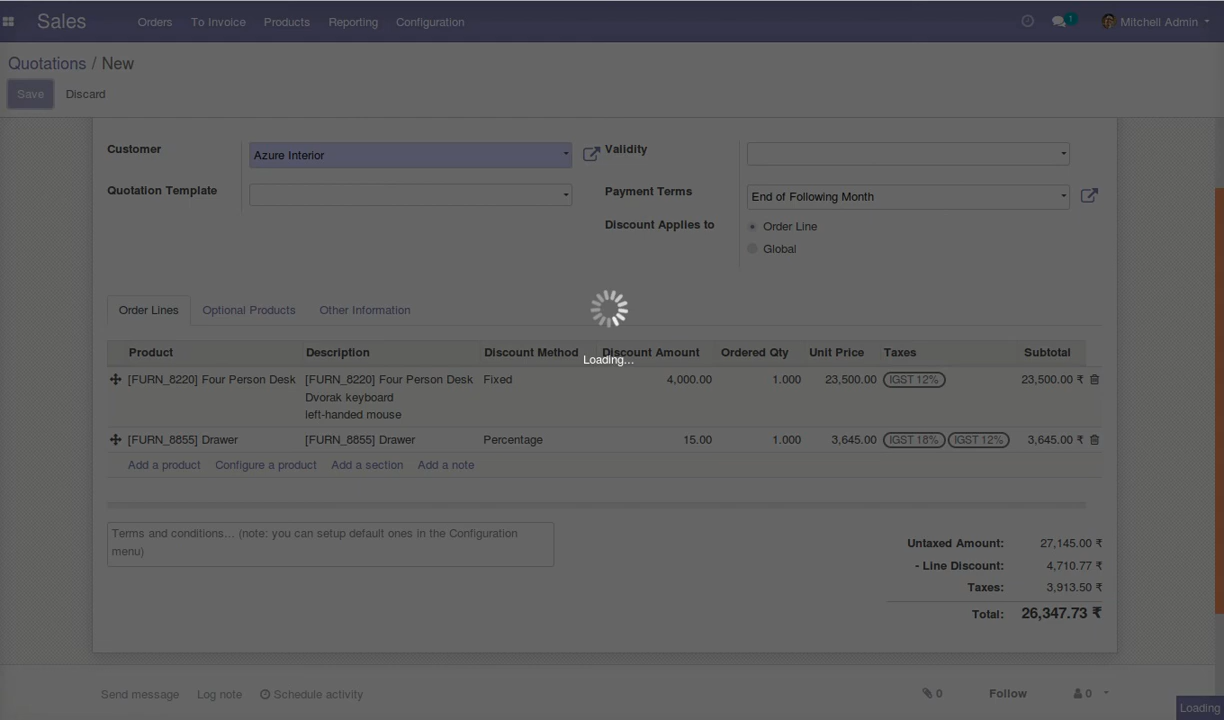 Sales Orders To Invoice Products Reporting Configuration 1 Mitchell Admin
Quotations / New
Save Discard
Customer Azure Interior Validity
Quotation Template Payment Terms End of Following Month
Discount Applies to Order Line
Global
Order Lines Optional Products Other Information
Loading...
Product Description Discount Method Discount Amount Ordered Qty Unit Price Taxes Subtotal
[FURN_8220] Four Person Desk [FURN_8220] Four Person Desk Fixed 4,000.00 1.000 23,500.00 IGST 12% 23,500.00 ₹
Dvorak keyboard
left-handed mouse
[FURN_8855] Drawer [FURN_8855] Drawer Percentage 15.00 1.000 3,645.00 IGST 18% IGST 12% 3,645.00 ₹
Add a product Configure a product Add a section Add a note
Terms and conditions... (note: you can setup default ones in the Configuration
menu)
Untaxed Amount: 27,145.00 ₹
- Line Discount: 4,710.77 ₹
Taxes: 3,913.50 ₹
Total: 26,347.73 ₹
Send message Log note Schedule activity 0 Follow 0
Loading